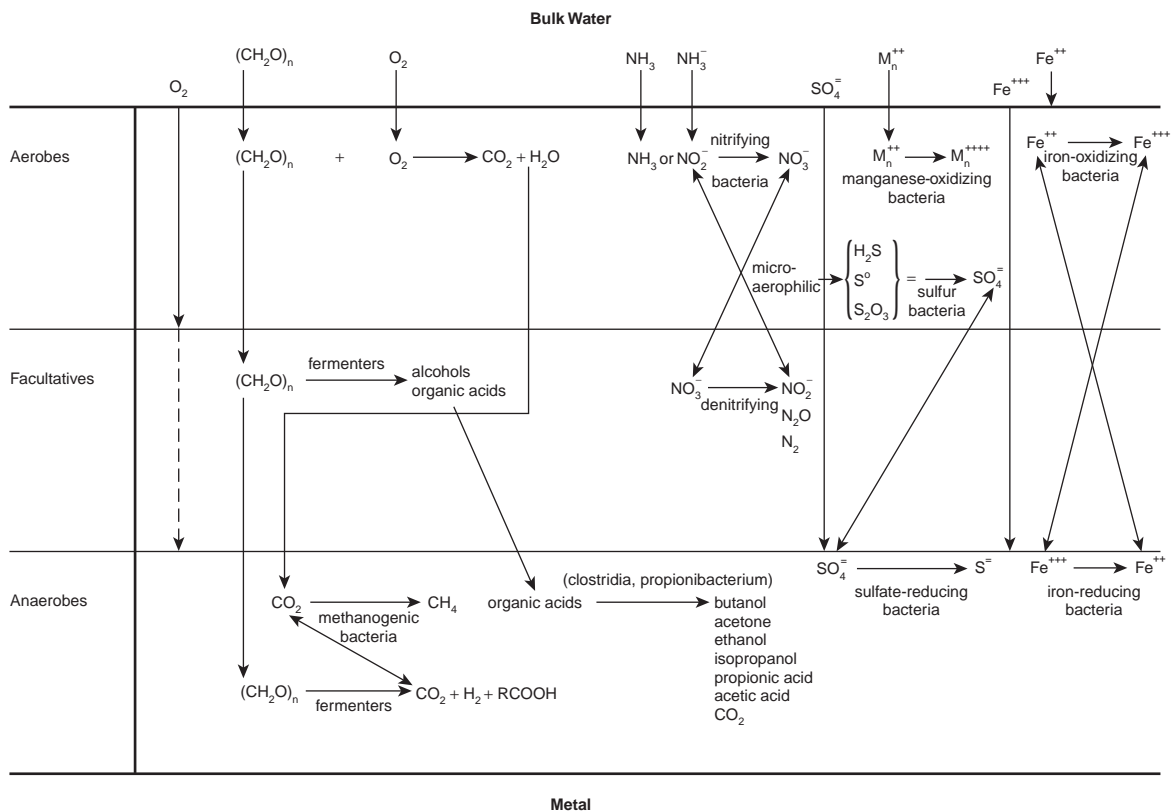 Bulk Water
(CH₂O)ₙ
O₂
NH₃
NH₃⁻
Mₙ⁺⁺
Fe⁺⁺
O₂
SO₄⁼
Fe⁺⁺⁺
Aerobes
(CH₂O)ₙ + O₂ CO₂ + H₂O
NH₃ or NO₂⁻ nitrifying bacteria NO₃⁻
Mₙ⁺⁺ Mₙ⁺⁺⁺⁺
manganese-oxidizing
bacteria
Fe⁺⁺ Fe⁺⁺⁺
iron-oxidizing
bacteria
micro-
aerophilic
H₂S
S⁰
S₂O₃
= SO₄⁼
sulfur
bacteria
Facultatives
(CH₂O)ₙ fermenters alcohols
organic acids
NO₃⁻ denitrifying NO₂⁻
N₂O
N₂
Anaerobes
CO₂ CH₄
methanogenic
bacteria
organic acids
(clostridia, propionibacterium)
butanol
acetone
ethanol
isopropanol
propionic acid
acetic acid
CO₂
SO₄⁼ S⁼
sulfate-reducing
bacteria
Fe⁺⁺⁺ Fe⁺⁺
iron-reducing
bacteria
(CH₂O)ₙ CO₂ + H₂ + RCOOH
fermenters
Metal